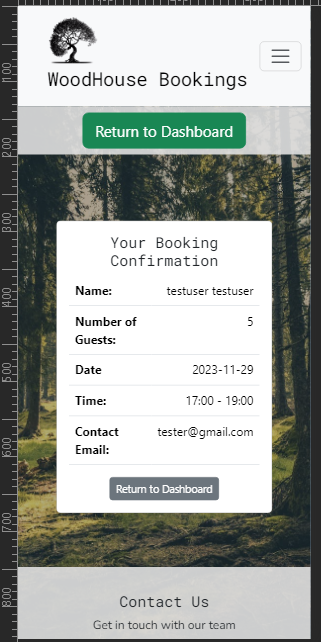 WoodHouse Bookings
Return to Dashboard
Your Booking
Confirmation
Name: testuser testuser
Number of 5
Guests:
Date 2023-11-29
Time: 17:00 - 19:00
Contact tester@gmail.com
Email:
Return to Dashboard
Contact Us
Get in touch with our team
100
200
300
400
500
600
700
800